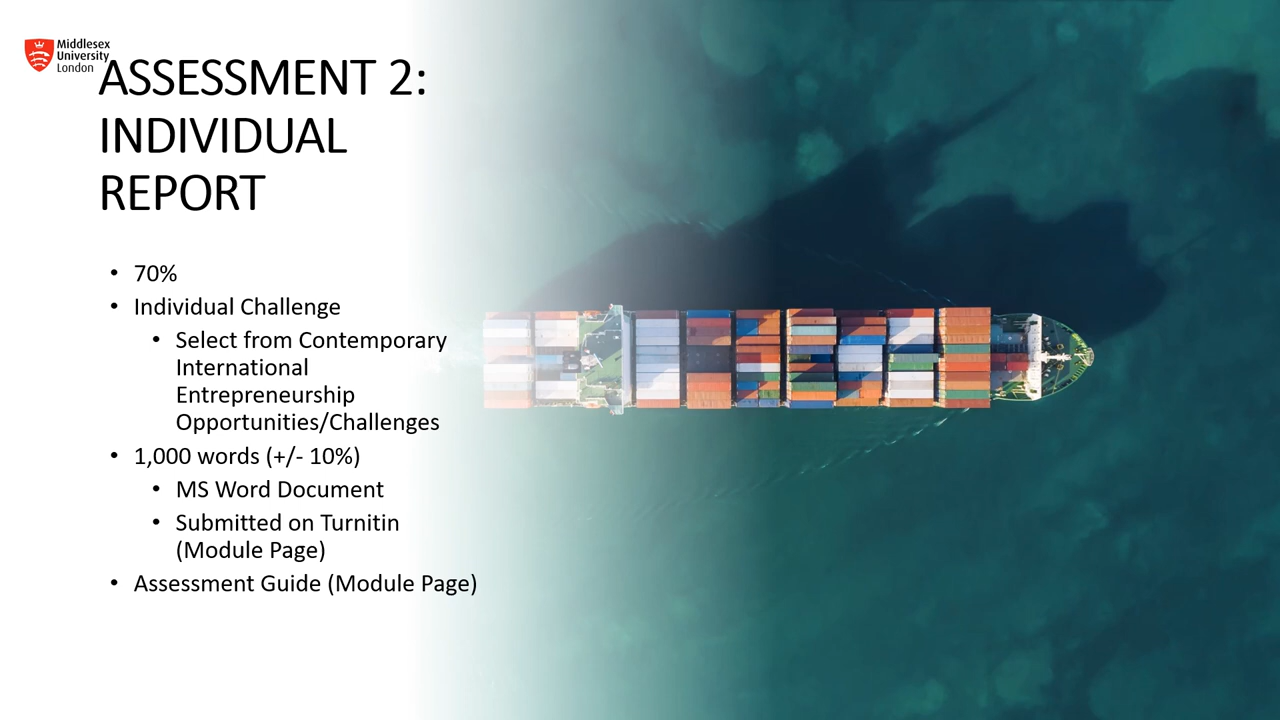 Middlesex
University
London
ASSESSMENT 2:
INDIVIDUAL
REPORT
• 70%
• Individual Challenge
• Select from Contemporary
International
Entrepreneurship
Opportunities/Challenges
• 1,000 words (+/- 10%)
• MS Word Document
• Submitted on Turnitin
(Module Page)
• Assessment Guide (Module Page)